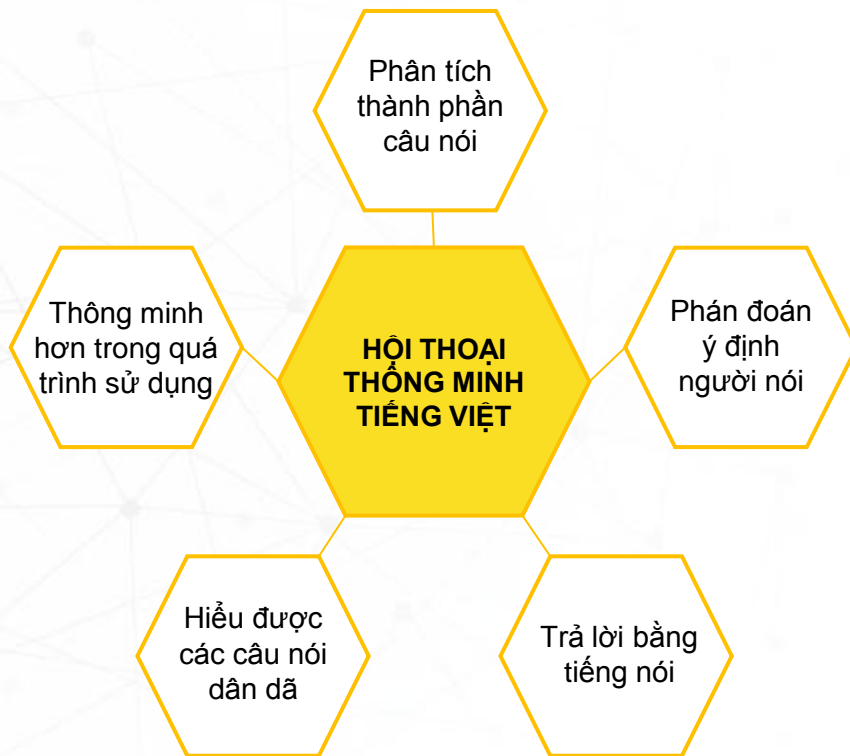 Phân tích
thành phần
câu nói
Thông minh
hơn trong quá
trình sử dụng
HỘI THOẠI
THÔNG MINH
TIẾNG VIỆT
Phán đoán
ý định
người nói
Hiểu được
các câu nói
dân dã
Trả lời bằng
tiếng nói